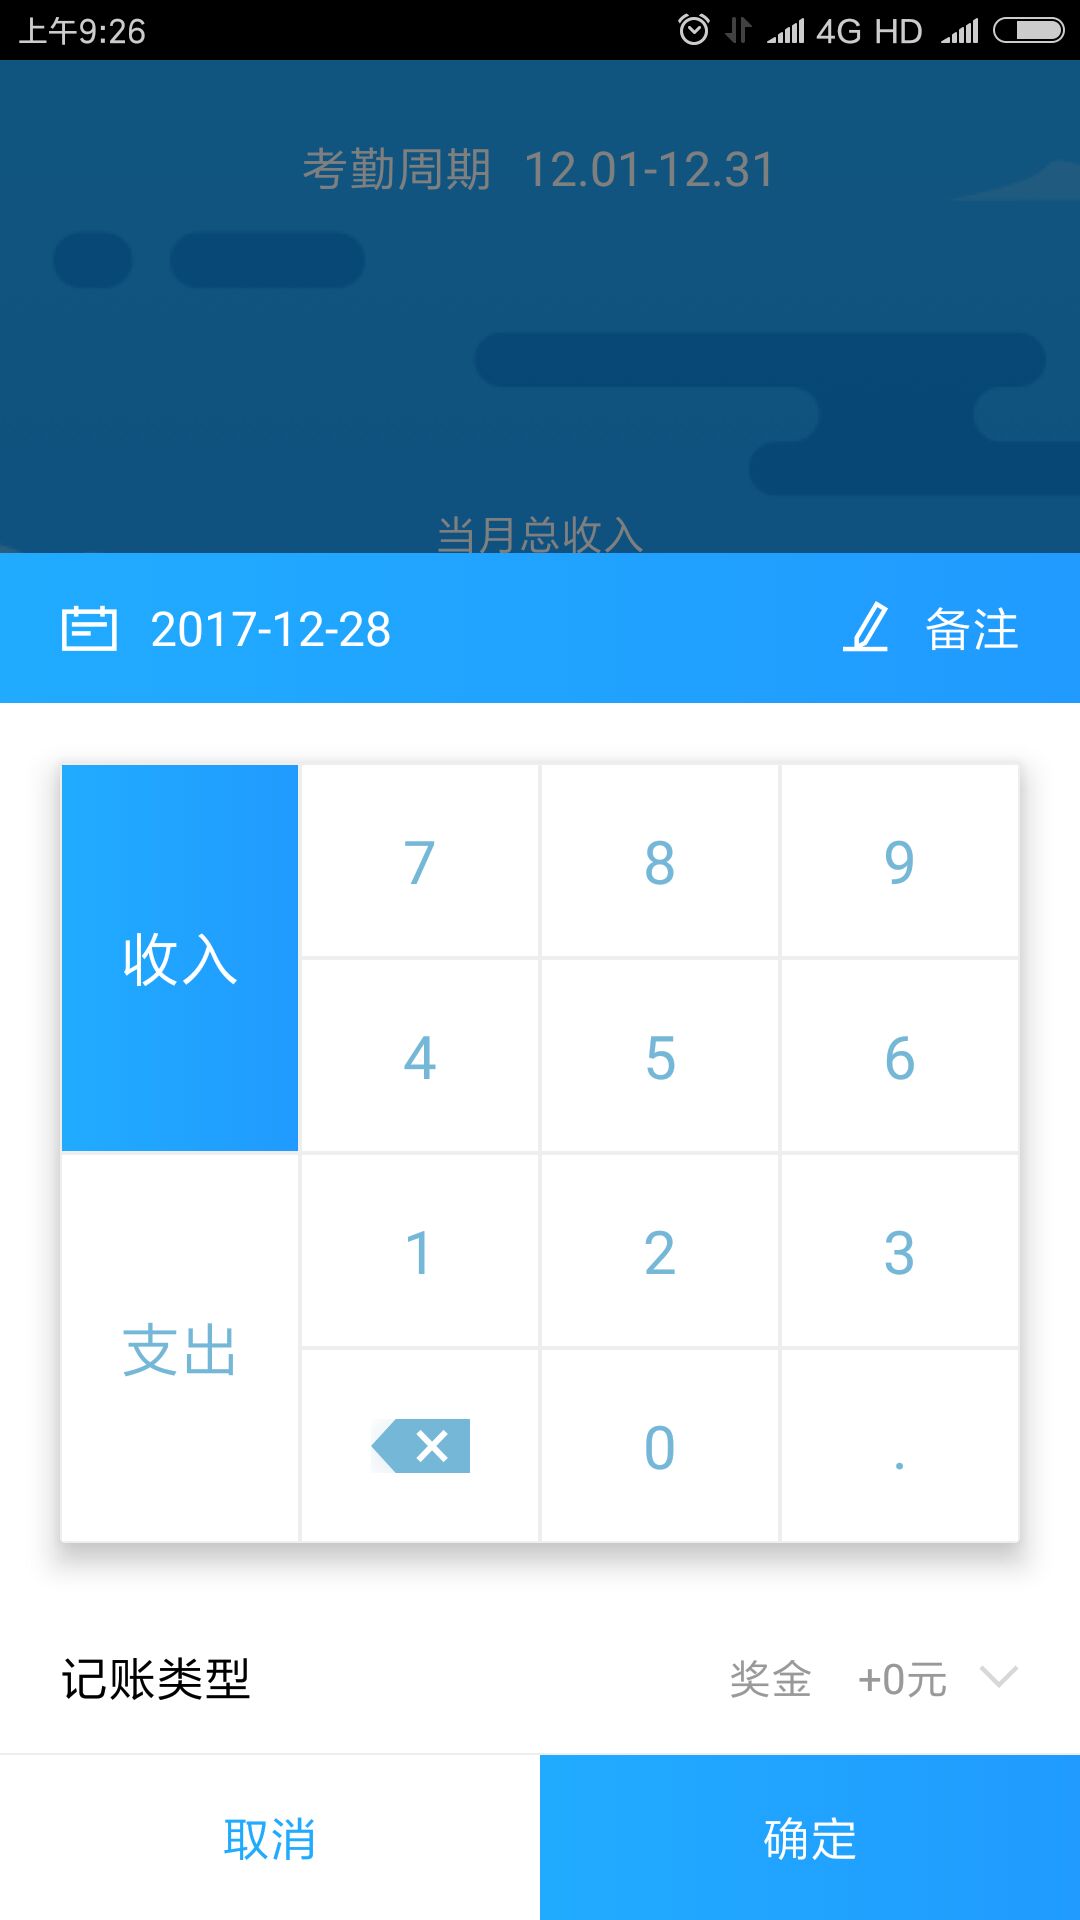 上午9:26 4G HD
考勤周期 12.01-12.31
当月总收入
2017-12-28 备注
收入 7 8 9
4 5 6
支出 1 2 3
0 .
记账类型 奖金 +0元
取消 确定